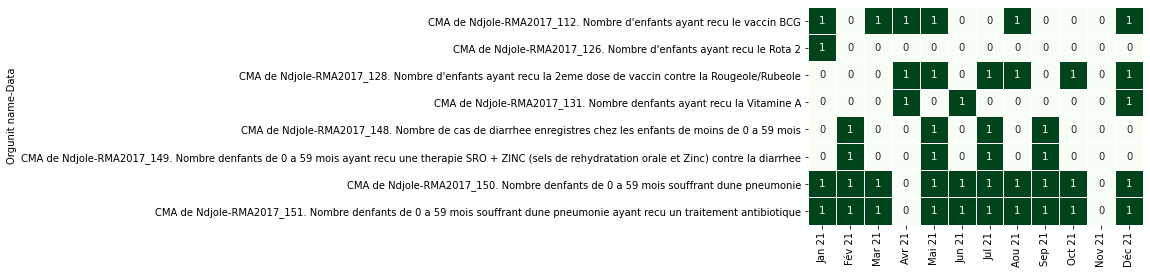 CMA de Ndjole-RMA2017_112. Nombre d'enfants ayant recu le vaccin BCG 1 0 1 1 1 0 0 1 0 0 0 1
CMA de Ndjole-RMA2017_126. Nombre d'enfants ayant recu le Rota 2 1 0 0 0 0 0 0 0 0 0 0 0
CMA de Ndjole-RMA2017_128. Nombre d'enfants ayant recu la 2eme dose de vaccin contre la Rougeole/Rubeole 0 0 0 1 1 0 1 1 0 1 0 1
CMA de Ndjole-RMA2017_131. Nombre denfants ayant recu la Vitamine A 0 0 0 1 0 1 0 0 0 0 0 1
CMA de Ndjole-RMA2017_148. Nombre de cas de diarrhee enregistres chez les enfants de moins de 0 a 59 mois 0 1 0 0 1 0 1 0 1 0 0 0
CMA de Ndjole-RMA2017_149. Nombre denfants de 0 a 59 mois ayant recu une therapie SRO + ZINC (sels de rehydratation orale et Zinc) contre la diarrhee 0 1 0 0 1 0 1 0 1 0 0 0
CMA de Ndjole-RMA2017_150. Nombre denfants de 0 a 59 mois souffrant dune pneumonie 1 1 1 0 1 1 1 1 1 1 0 1
CMA de Ndjole-RMA2017_151. Nombre denfants de 0 a 59 mois souffrant dune pneumonie ayant recu un traitement antibiotique 1 1 1 0 1 1 1 1 1 1 0 1
Orgunit name-Data
Jan 21 Fév 21 Mar 21 Avr 21 Mai 21 Jun 21 Jul 21 Aou 21 Sep 21 Oct 21 Nov 21 Déc 21